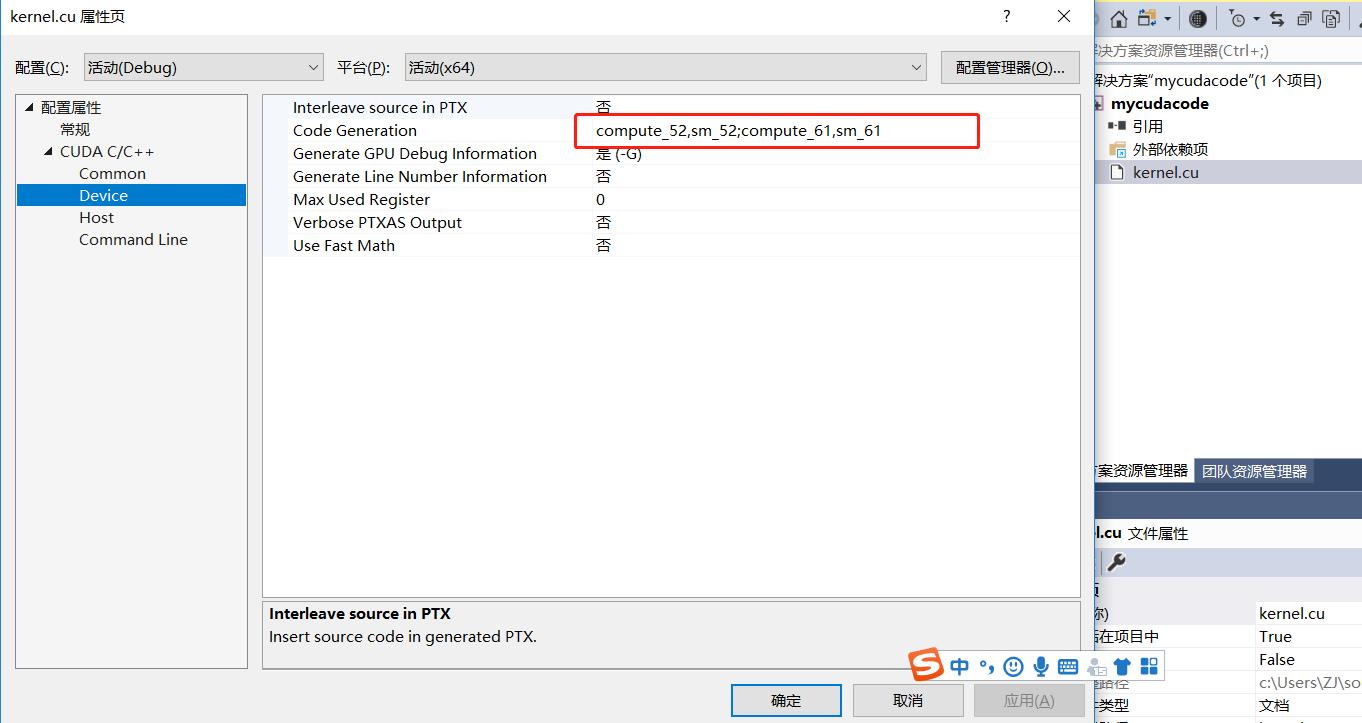 kernel.cu 属性页
?
配置(C): 活动(Debug) 平台(P): 活动(x64) 配置管理器(O)...
配置属性
常规
CUDA C/C++
Common
Device
Host
Command Line
Interleave source in PTX 否
Code Generation compute_52,sm_52;compute_61,sm_61
Generate GPU Debug Information 是 (-G)
Generate Line Number Information 否
Max Used Register 0
Verbose PTXAS Output 否
Use Fast Math 否
Interleave source in PTX
Insert source code in generated PTX.
确定 取消 应用(A)
决方案资源管理器(Ctrl+;)
解决方案“mycudacode”(1 个项目)
mycudacode
引用
外部依赖项
kernel.cu
方案资源管理器 团队资源管理器
el.cu 文件属性
kernel.cu
在项目中 True
False
路径 c:\Users\ZJ\so
类型 文档
S 中